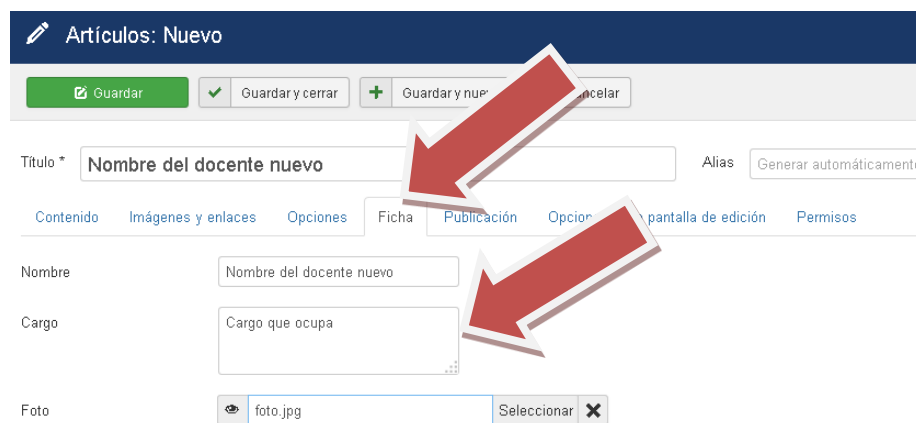 Artículos: Nuevo
Guardar Guardar y cerrar Guardar y nue ncelar
Título * Nombre del docente nuevo Alias Generar automáticamente
Contenido Imágenes y enlaces Opciones Ficha Publicación Opcion pantalla de edición Permisos
Nombre Nombre del docente nuevo
Cargo Cargo que ocupa
Foto foto.jpg Seleccionar